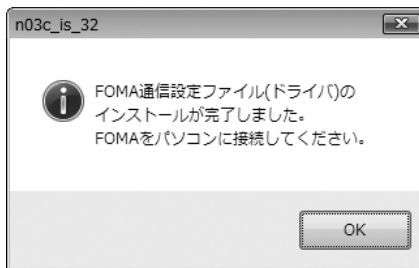 n03c_is_32
FOMA通信設定ファイル(ドライバ)の
インストールが完了しました。
FOMAをパソコンに接続してください。
OK